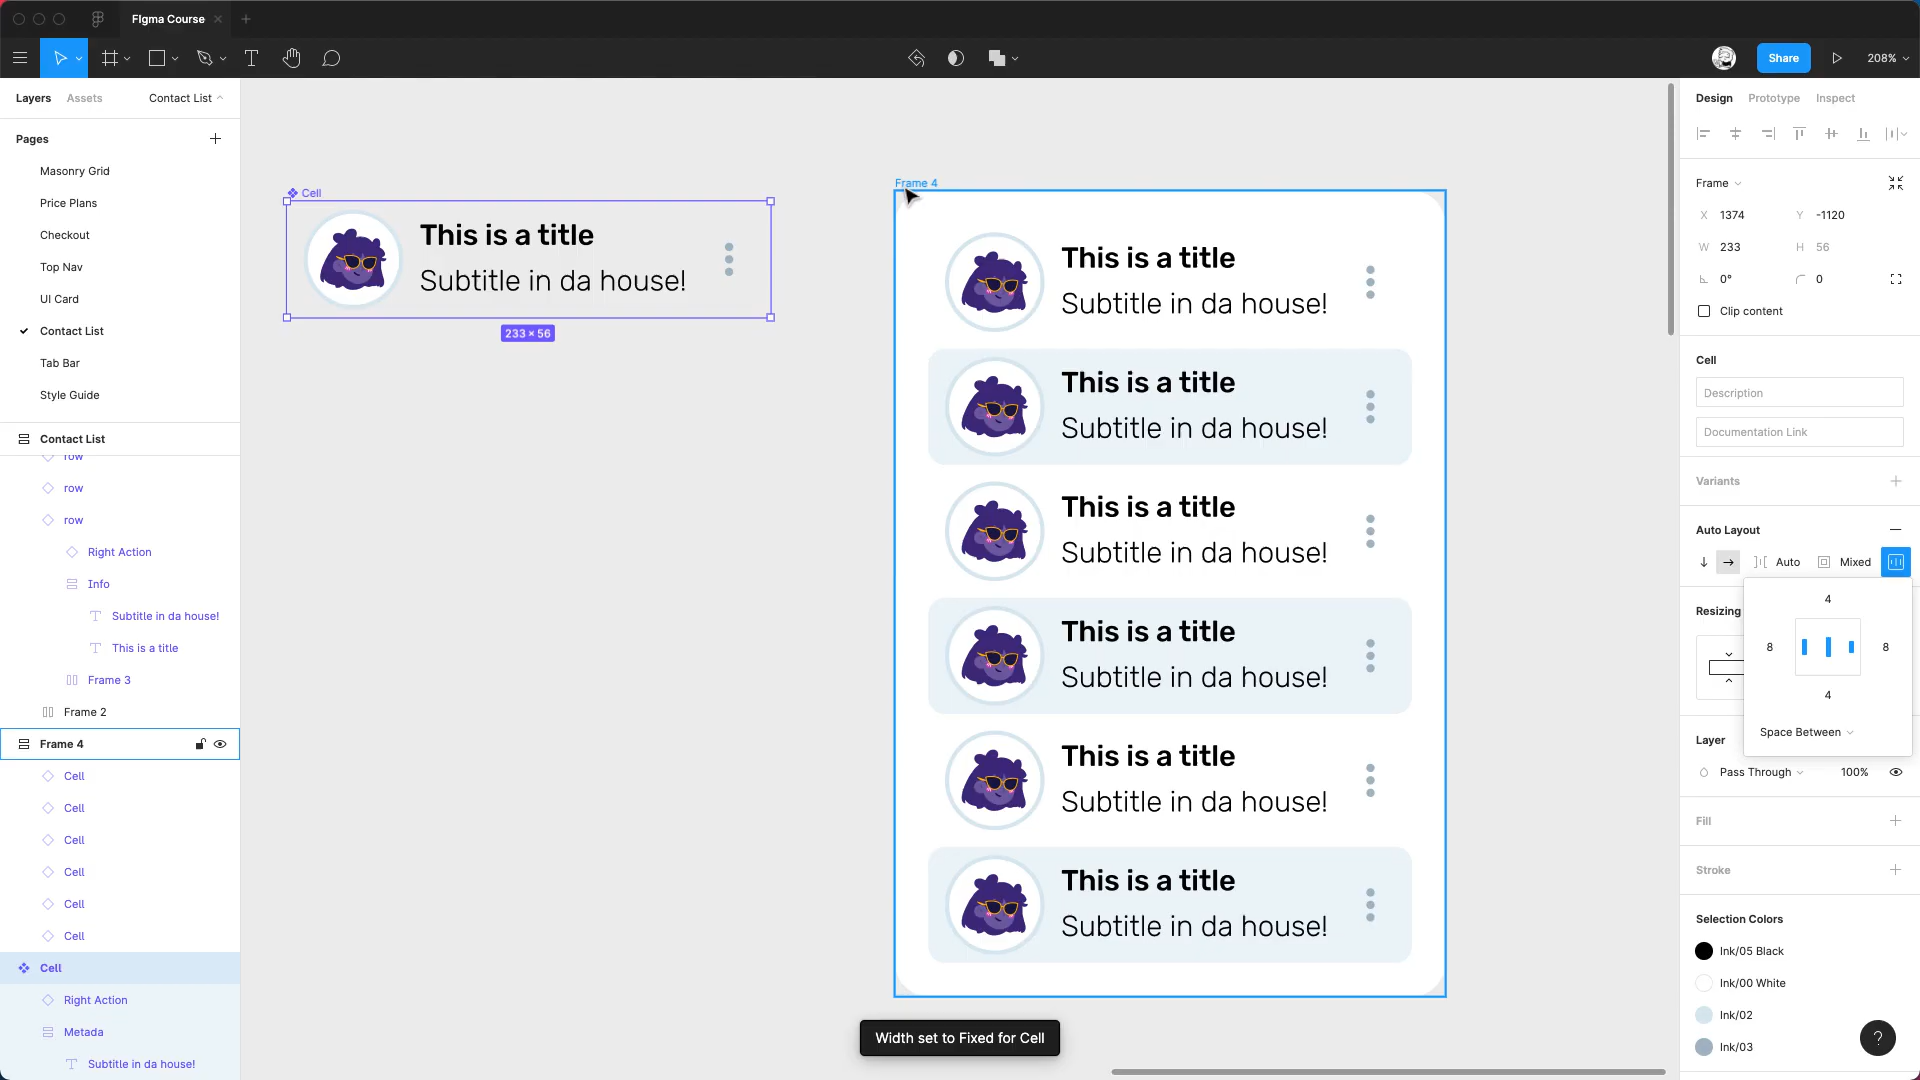 FIgma Course
Share
208%
Layers
Assets
Contact List
Pages
Masonry Grid
Price Plans
Checkout
Top Nav
UI Card
Contact List
Tab Bar
Style Guide
Contact List
row
row
row
Right Action
Info
Subtitle in da house!
This is a title
Frame 3
Frame 2
Frame 4
Cell
Cell
Cell
Cell
Cell
Cell
Cell
Right Action
Metada
Subtitle in da house!
Cell
This is a title
Subtitle in da house!
233 × 56
Frame 4
This is a title
Subtitle in da house!
This is a title
Subtitle in da house!
This is a title
Subtitle in da house!
This is a title
Subtitle in da house!
This is a title
Subtitle in da house!
This is a title
Subtitle in da house!
Width set to Fixed for Cell
Design
Prototype
Inspect
Frame
X 1374
Y -1120
W 233
H 56
0°
0
Clip content
Cell
Description
Documentation Link
Variants
Auto Layout
Auto
Mixed
Resizing
4
8
8
4
Space Between
Layer
Pass Through
100%
Fill
Stroke
Selection Colors
Ink/05 Black
Ink/00 White
Ink/02
Ink/03
?